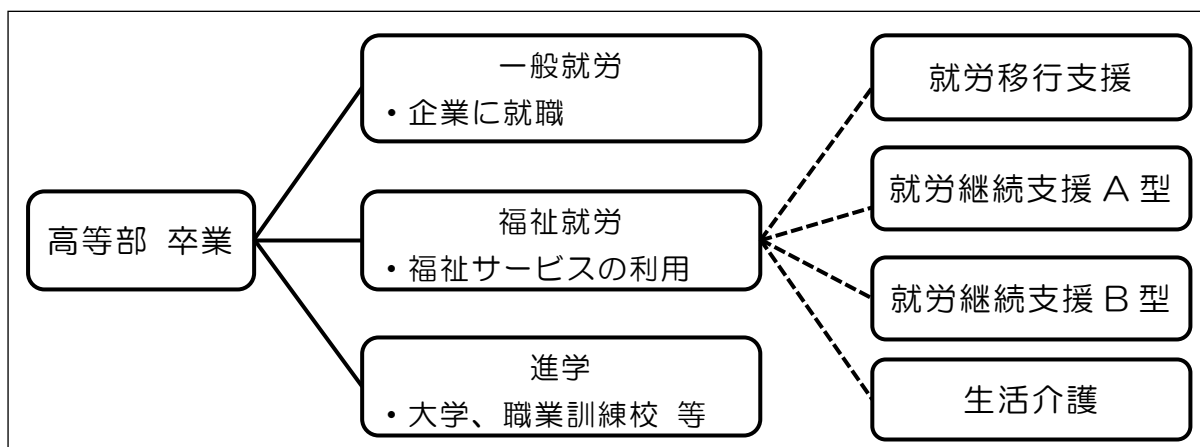 一般就労
・企業に就職
高等部 卒業
福祉就労
・福祉サービスの利用
進学
・大学、職業訓練校 等
就労移行支援
就労継続支援 A 型
就労継続支援 B 型
生活介護